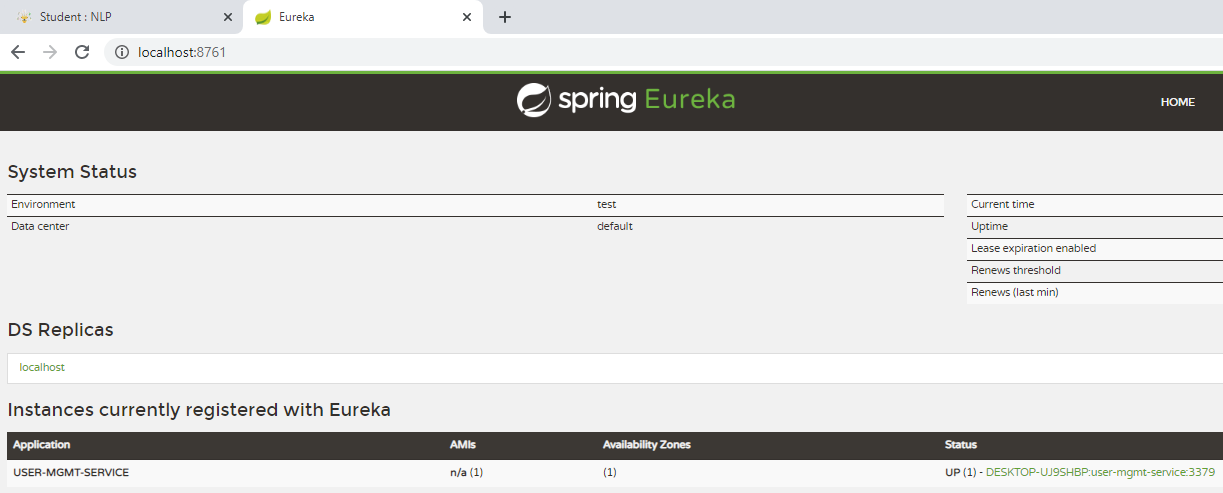 Student : NLP
Eureka
localhost:8761
spring Eureka
HOME
System Status
Environment test
Data center default
Current time
Uptime
Lease expiration enabled
Renews threshold
Renews (last min)
DS Replicas
localhost
Instances currently registered with Eureka
Application AMIs Availability Zones Status
USER-MGMT-SERVICE n/a (1) (1) UP (1) - DESKTOP-UJ9SHBP:user-mgmt-service:3379